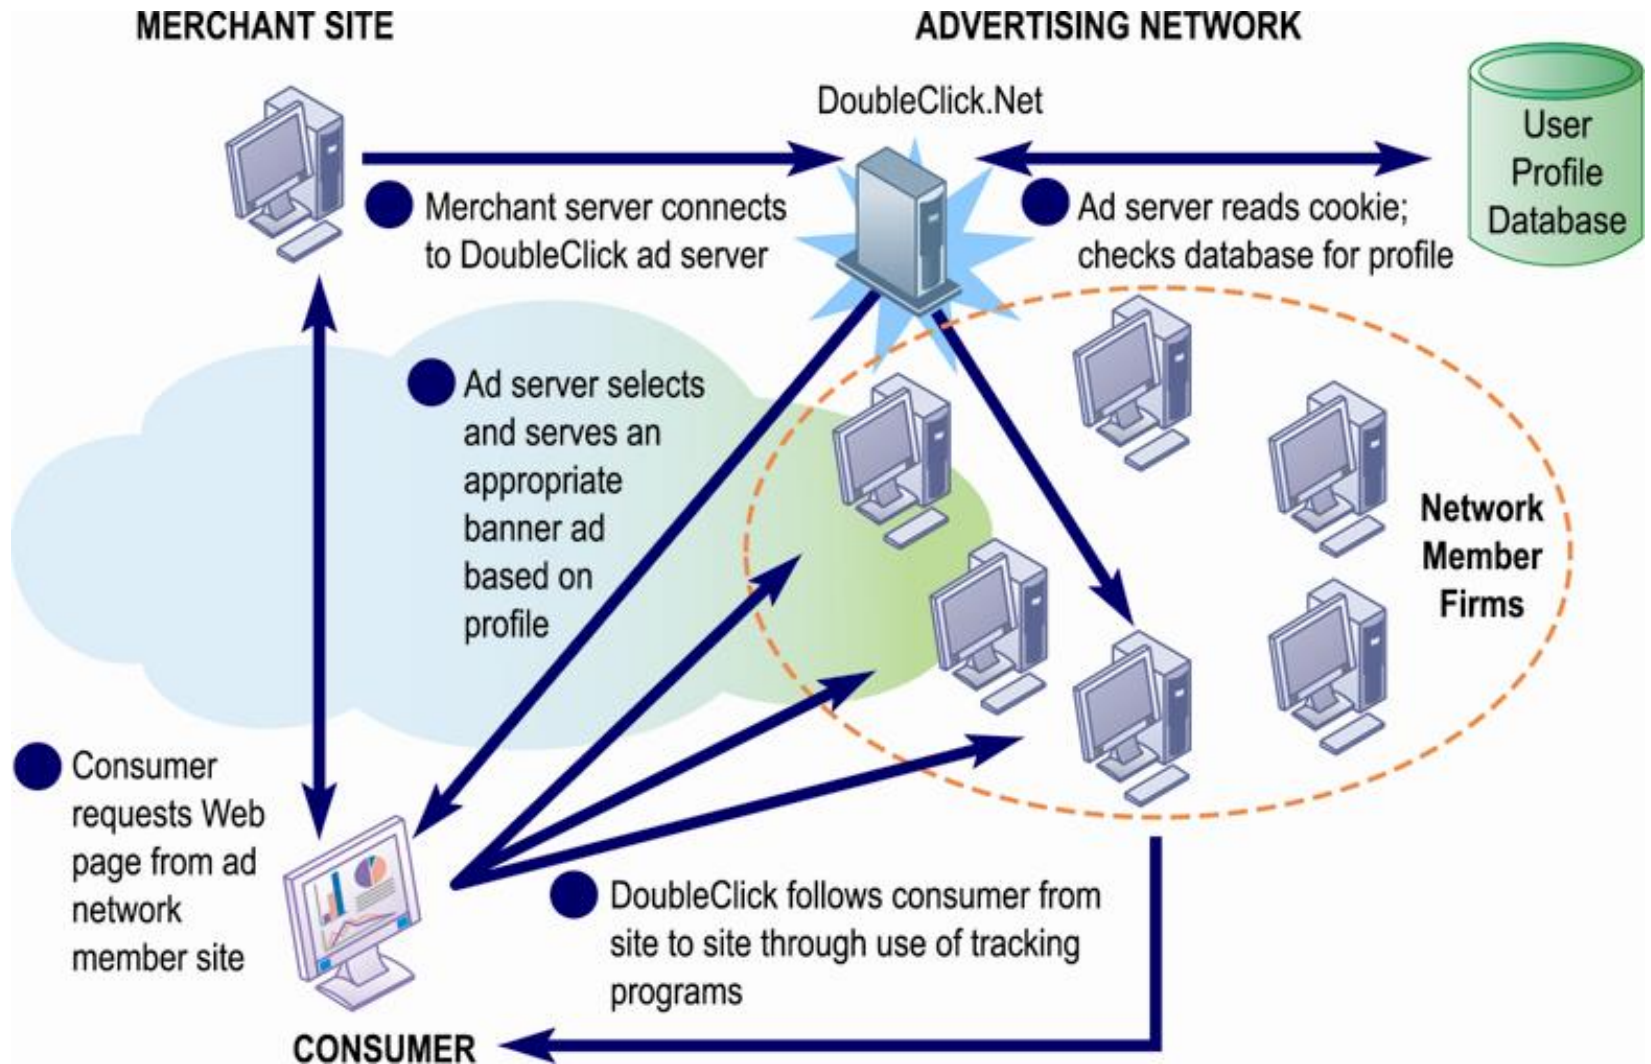 MERCHANT SITE
ADVERTISING NETWORK
DoubleClick.Net
User
Profile
Database
Merchant server connects
to DoubleClick ad server
Ad server reads cookie;
checks database for profile
Ad server selects
and serves an
appropriate
banner ad
based on
profile
Network
Member
Firms
Consumer
requests Web
page from ad
network
member site
DoubleClick follows consumer from
site to site through use of tracking
programs
CONSUMER